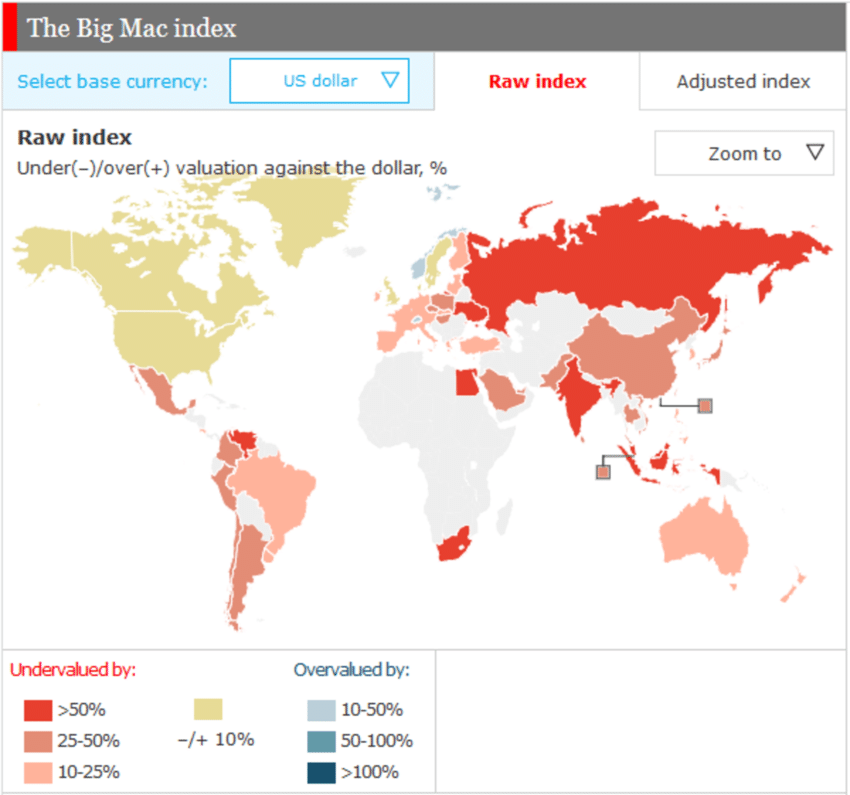 The Big Mac index
Select base currency: US dollar ▽ Raw index Adjusted index
Raw index
Under(–)/over(+) valuation against the dollar, %
Zoom to ▽
Undervalued by: Overvalued by:
>50% 10-50%
25-50% –/+ 10% 50-100%
10-25% >100%